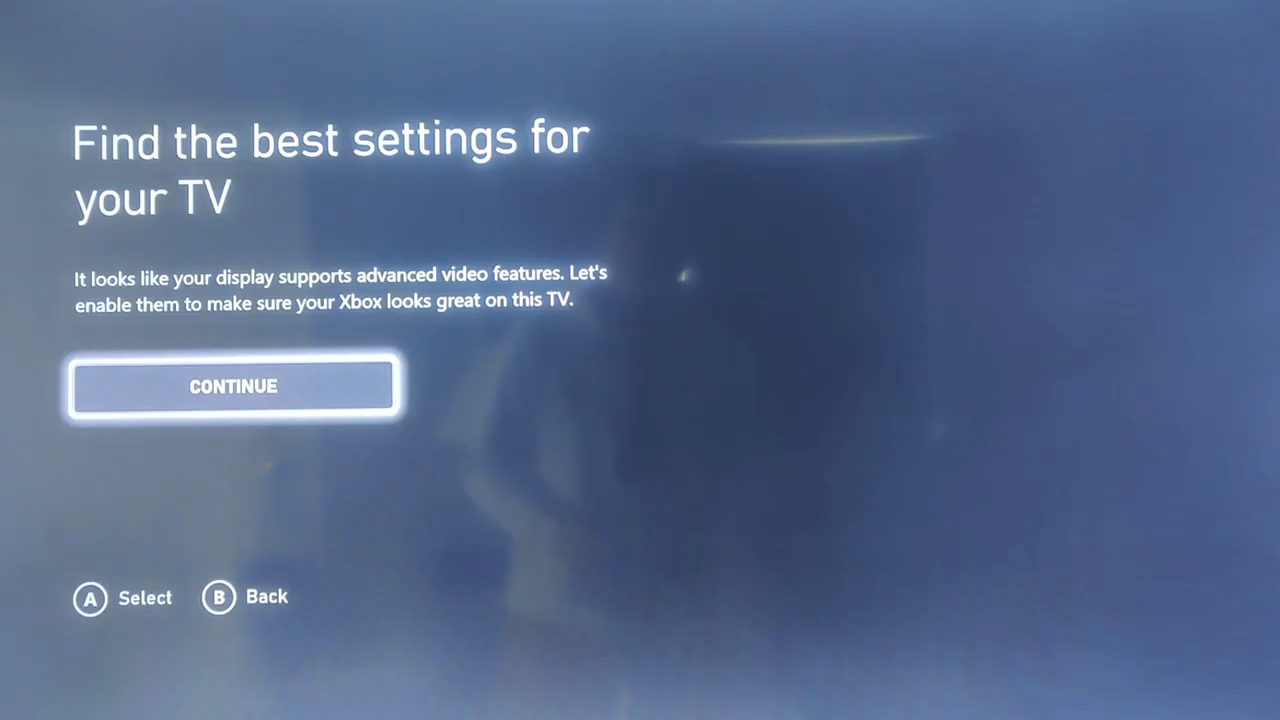 Find the best settings for
your TV
It looks like your display supports advanced video features. Let's
enable them to make sure your Xbox looks great on this TV.
CONTINUE
A Select B Back